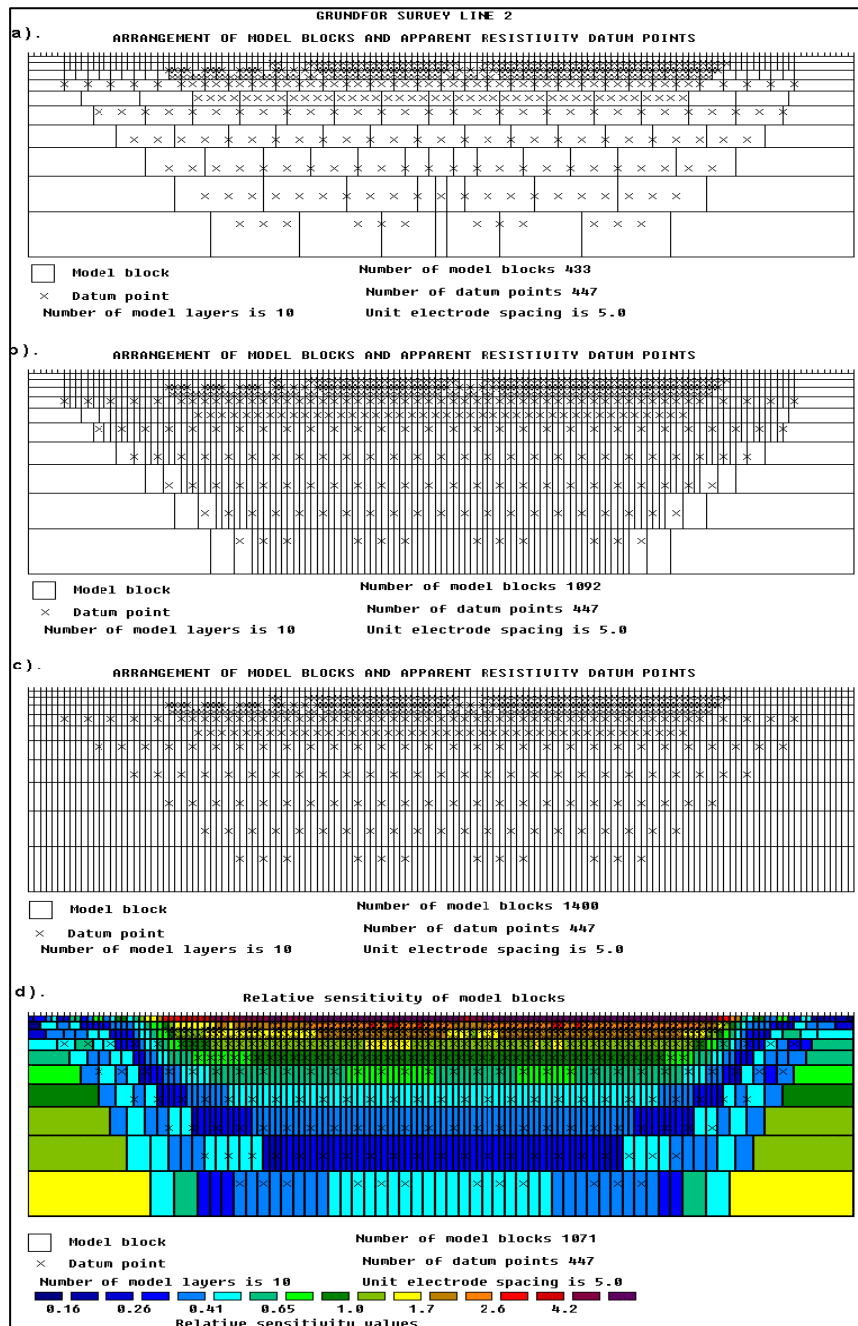 GRUNDFOR SURVEY LINE 2
a).
ARRANGEMENT OF MODEL BLOCKS AND APPARENT RESISTIVITY DATUM POINTS
Model block
Number of model blocks 433
Datum point
Number of datum points 447
Number of model layers is 10
Unit electrode spacing is 5.0
b).
ARRANGEMENT OF MODEL BLOCKS AND APPARENT RESISTIVITY DATUM POINTS
Model block
Number of model blocks 1092
Datum point
Number of datum points 447
Number of model layers is 10
Unit electrode spacing is 5.0
c).
ARRANGEMENT OF MODEL BLOCKS AND APPARENT RESISTIVITY DATUM POINTS
Model block
Number of model blocks 1400
Datum point
Number of datum points 447
Number of model layers is 10
Unit electrode spacing is 5.0
d).
Relative sensitivity of model blocks
Model block
Number of model blocks 1071
Datum point
Number of datum points 447
Number of model layers is 10
Unit electrode spacing is 5.0
0.16 0.26 0.41 0.65 1.0 1.7 2.6 4.2
Relative sensitivity values